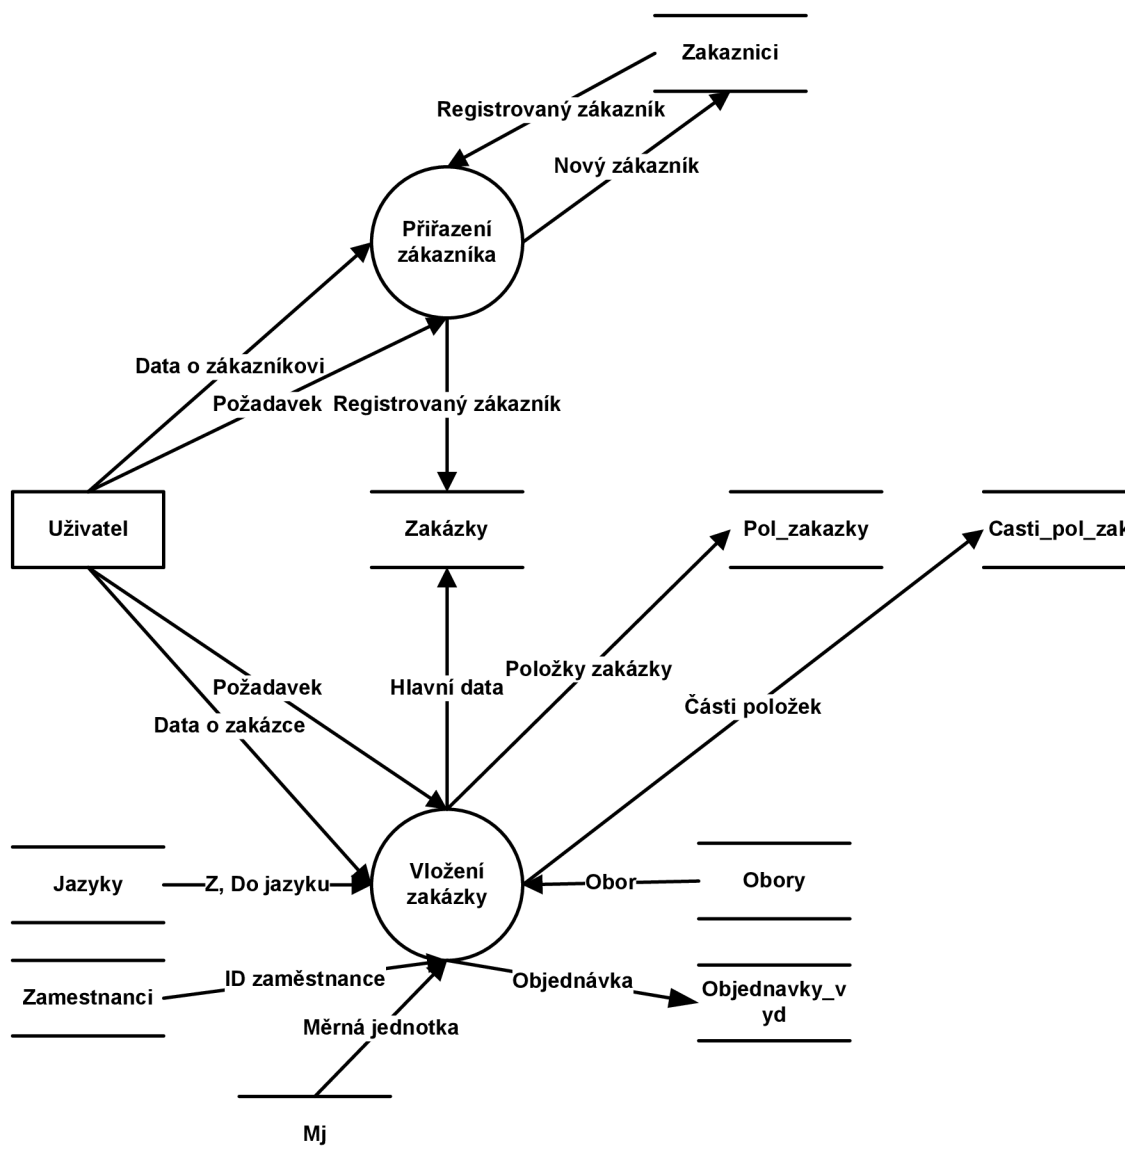 Zakaznici
Registrovaný zákazník
Nový zákazník
Přiřazení
zákazníka
Data o zákazníkovi
Požadavek
Registrovaný zákazník
Uživatel
Zakázky
Pol_zakazky
Casti_pol_zak
Položky zakázky
Požadavek
Hlavní data
Části položek
Data o zakázce
Vložení
zakázky
Jazyky
Z, Do jazyku
Obor
Obory
ID zaměstnance
Objednávka
Zamestnanci
Objednavky_v
yd
Měrná jednotka
Mj